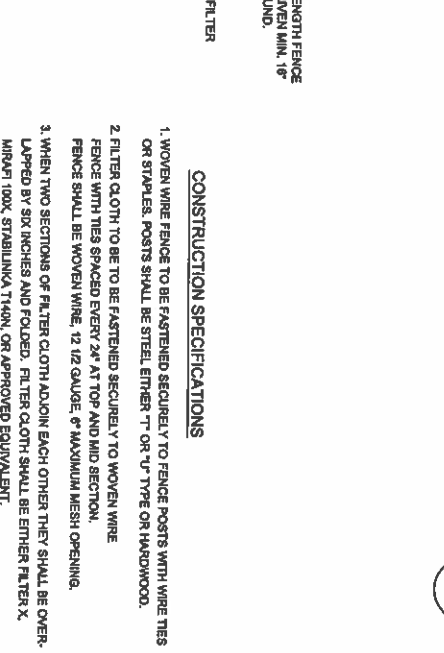 ENGTH FENCE
IVEN MIN. 16"
UND.
FILTER
CONSTRUCTION SPECIFICATIONS
1. WOVEN WIRE FENCE TO BE FASTENED SECURELY TO FENCE POSTS WITH WIRE TIES
OR STAPLES. POSTS SHALL BE STEEL EITHER "T" OR "U" TYPE OR HARDWOOD.
2. FILTER CLOTH TO BE TO BE FASTENED SECURELY TO WOVEN WIRE
FENCE WITH TIES SPACED EVERY 24" AT TOP AND MID SECTION.
FENCE SHALL BE WOVEN WIRE, 12 1/2 GAUGE, 6" MAXIMUM MESH OPENING.
3. WHEN TWO SECTIONS OF FILTER CLOTH ADJOIN EACH OTHER THEY SHALL BE OVER-
LAPPED BY SIX INCHES AND FOLDED. FILTER CLOTH SHALL BE EITHER FILTER X,
MIRAFI 100X, STABILINKA T140N, OR APPROVED EQUIVALENT.